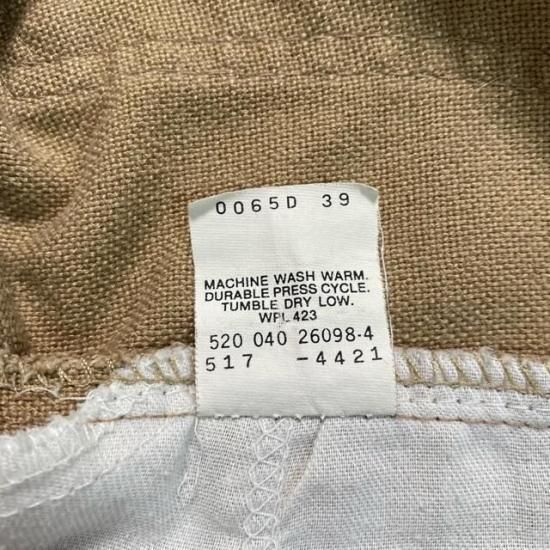 0065D 39
MACHINE WASH WARM.
DURABLE PRESS CYCLE.
TUMBLE DRY LOW.
WPL 423
520 040 26098-4
517 -4421